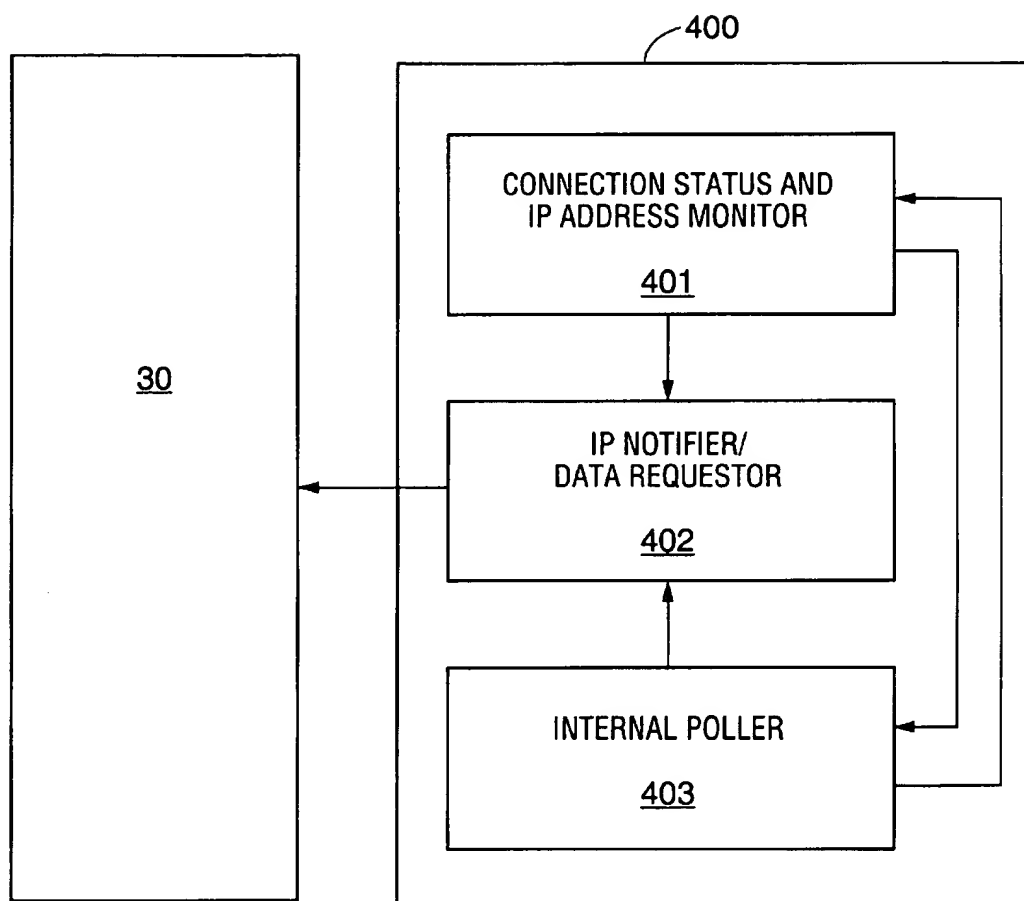 400
CONNECTION STATUS AND
IP ADDRESS MONITOR
401
30
IP NOTIFIER/
DATA REQUESTOR
402
INTERNAL POLLER
403